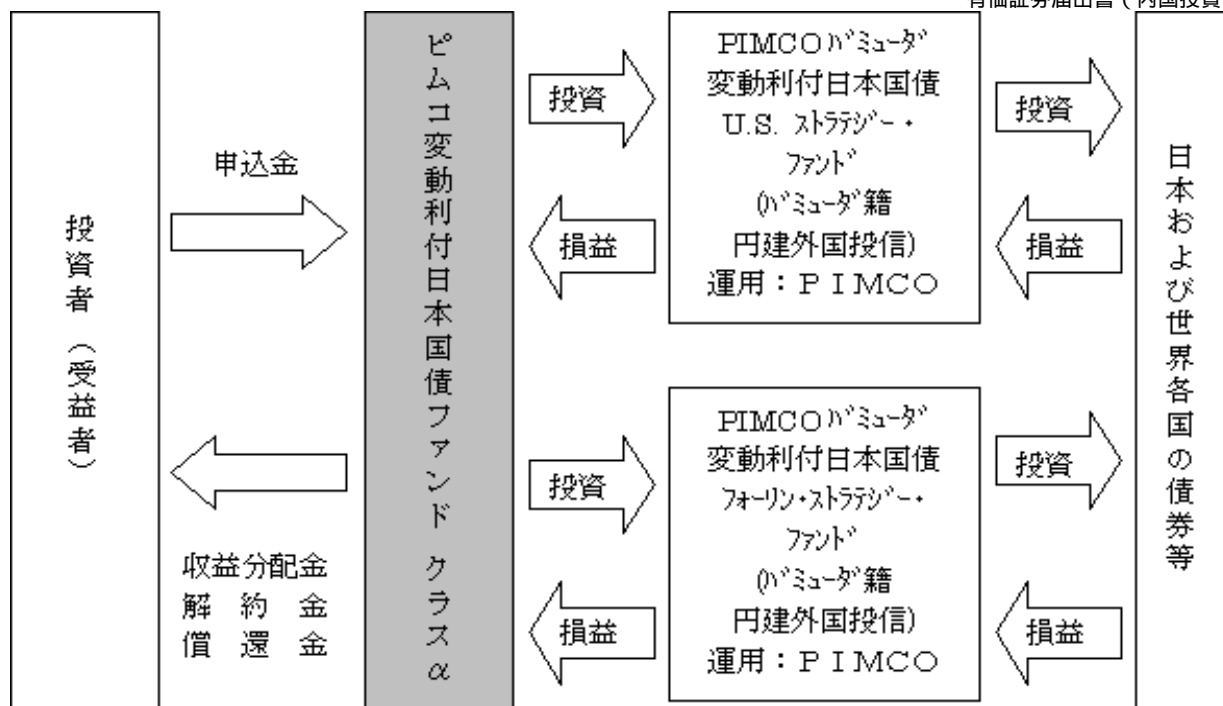 有価証券届出書(内国投資
投資者(受益者)
申込金
収益分配金
解約金
償還金
ピムコ変動利付日本国債ファンド クラスα
投資
損益
PIMCOバミューダ
変動利付日本国債
U.S. ストラテジー・
ファンド
(バミューダ籍
円建外国投信)
運用:PIMCO
投資
損益
投資
損益
PIMCOバミューダ
変動利付日本国債
フォーリン・ストラテジー・
ファンド
(バミューダ籍
円建外国投信)
運用:PIMCO
投資
損益
日本および世界各国の債券等